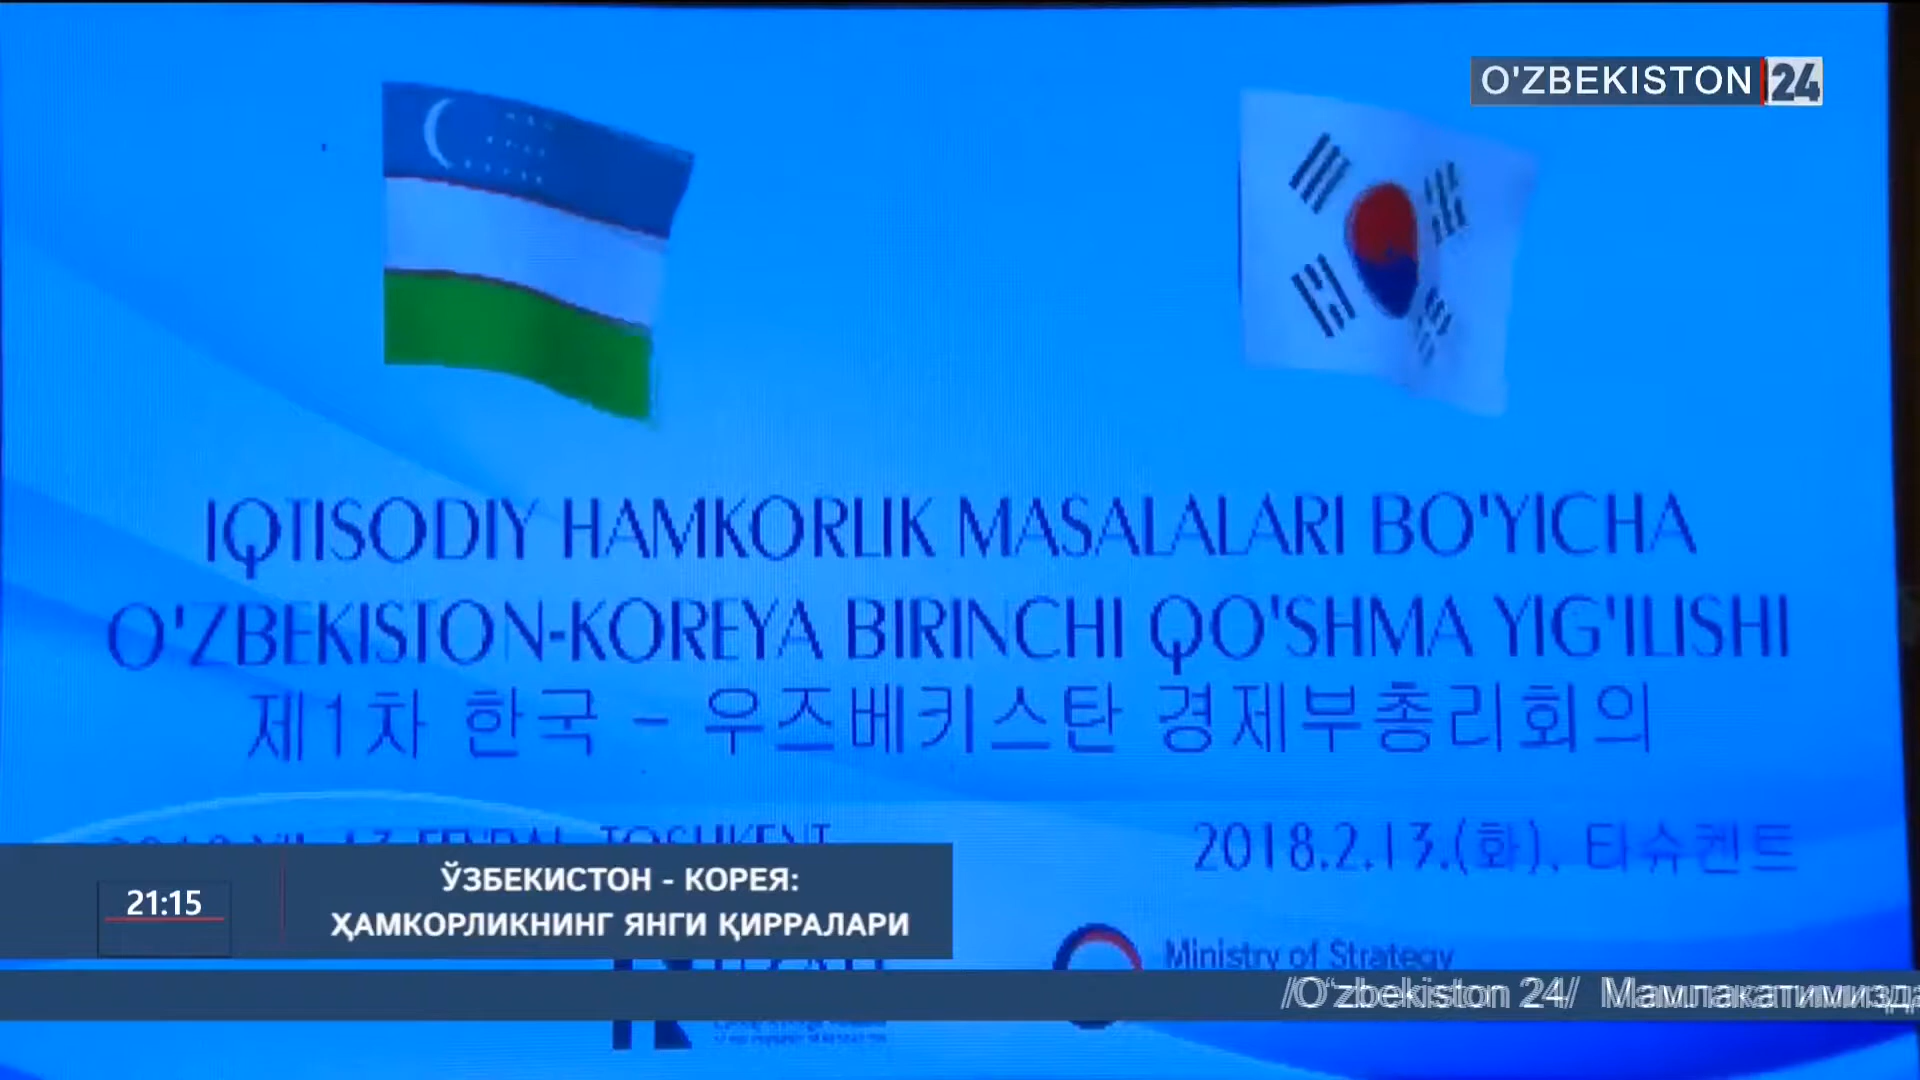 O'ZBEKISTON 24
IQTISODIY HAMKORLIK MASALALARI BO'YICHA
O'ZBEKISTON-KOREYA BIRINCHI QO'SHMA YIG'ILISHI
제1차 한국 - 우즈베키스탄 경제부총리회의
TOSHKENT
2018.2.13.(화). 타슈켄트
21:15
ЎЗБЕКИСТОН - КОРЕЯ:
ҲАМКОРЛИКНИНГ ЯНГИ ҚИРРАЛАРИ
Ministry of Strategy
//O‘zbekiston 24// Мамлакатимизда